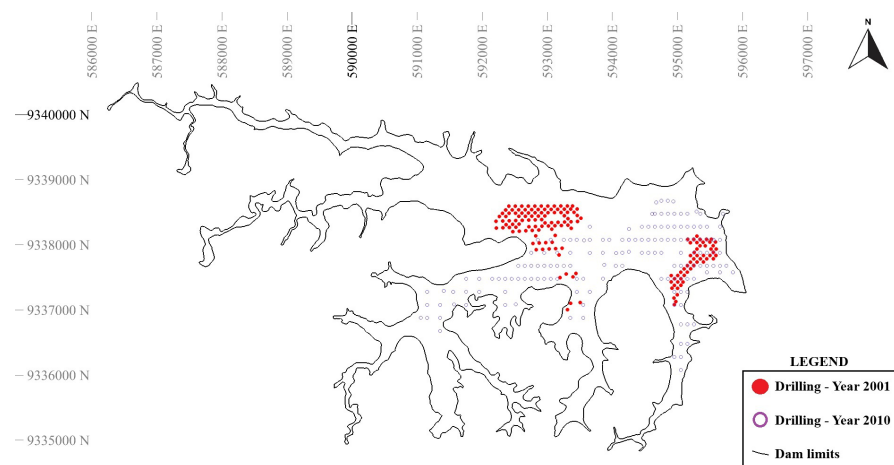 586000 E
587000 E
588000 E
589000 E
590000 E
591000 E
592000 E
593000 E
594000 E
595000 E
596000 E
597000 E
N
9340000 N
9339000 N
9338000 N
9337000 N
9336000 N
9335000 N
LEGEND
Drilling - Year 2001
Drilling - Year 2010
Dam limits